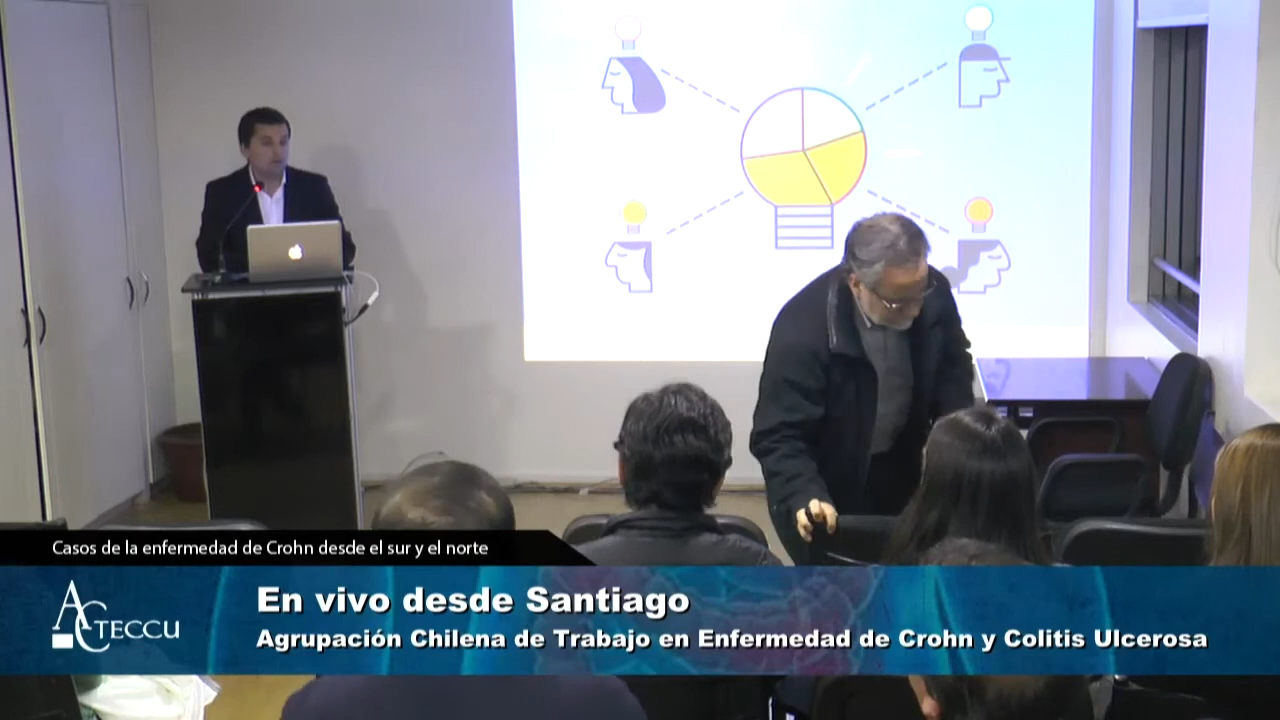 Casos de la enfermedad de Crohn desde el sur y el norte
ACTECCU
En vivo desde Santiago
Agrupación Chilena de Trabajo en Enfermedad de Crohn y Colitis Ulcerosa